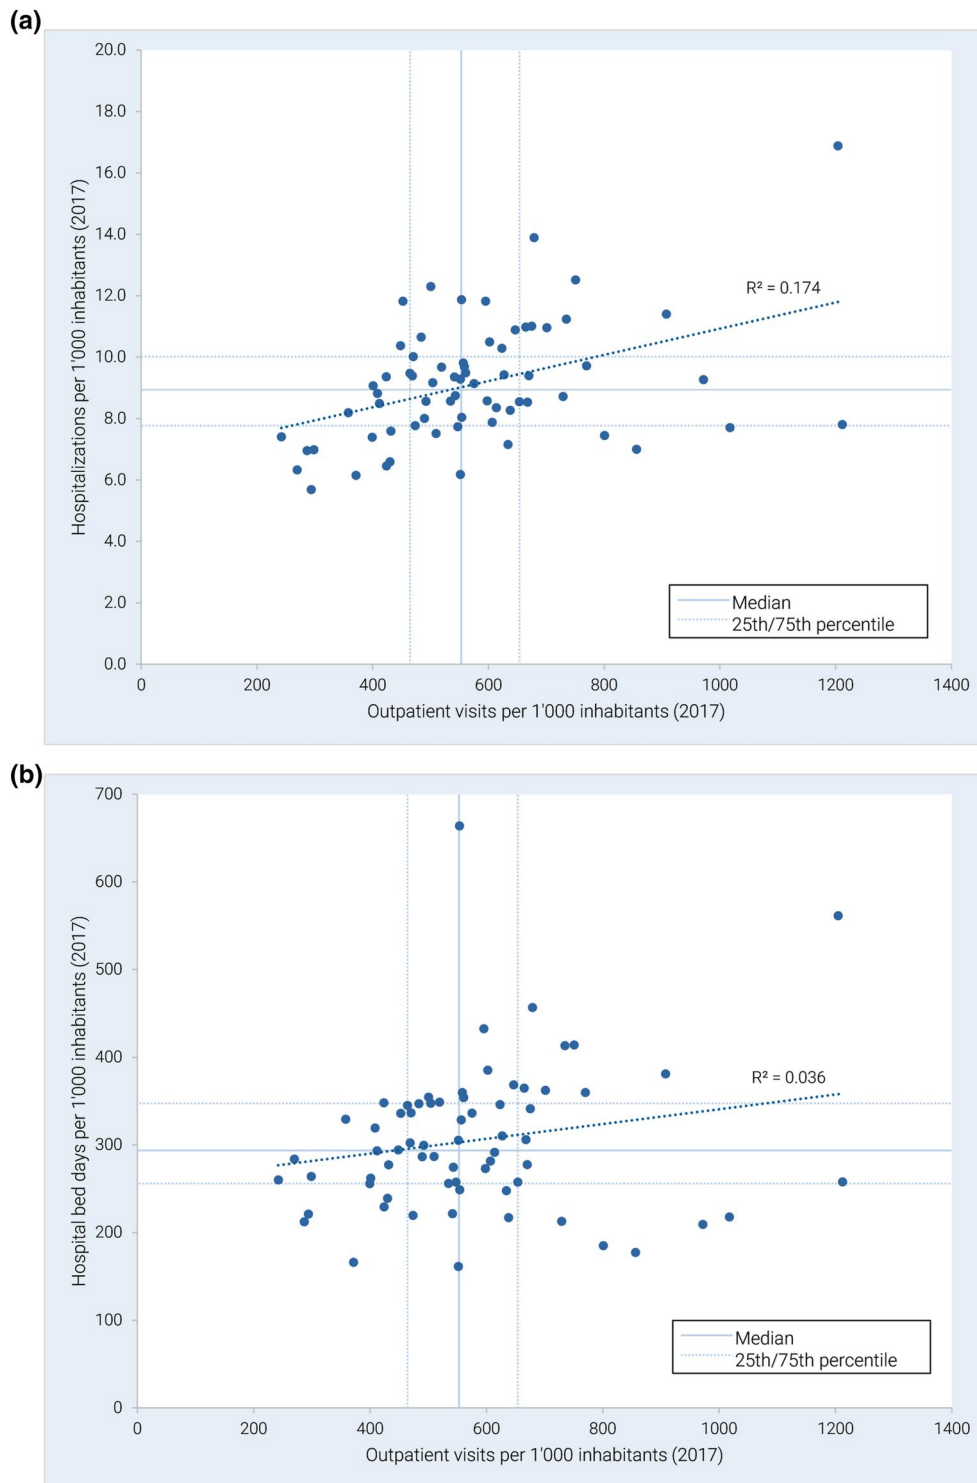 (a)
20.0
18.0
16.0
14.0
12.0
10.0
8.0
6.0
4.0
2.0
0.0
Hospitalizations per 1'000 inhabitants (2017)
R² = 0.174
Median
25th/75th percentile
0 200 400 600 800 1000 1200 1400
Outpatient visits per 1'000 inhabitants (2017)
(b)
700
600
500
400
300
200
100
0
Hospital bed days per 1'000 inhabitants (2017)
R² = 0.036
Median
25th/75th percentile
0 200 400 600 800 1000 1200 1400
Outpatient visits per 1'000 inhabitants (2017)